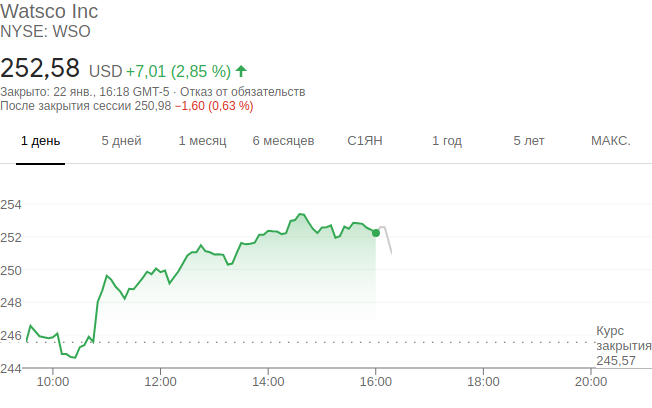 Watsco Inc
NYSE: WSO
252,58 USD +7,01 (2,85 %)
Закрыто: 22 янв., 16:18 GMT-5 · Отказ от обязательств
После закрытия сессии 250,98 −1,60 (0,63 %)
1 день 5 дней 1 месяц 6 месяцев С1ЯН 1 год 5 лет МАКС.
254
252
250
248
246
Курс
закрытия
245,57
244
10:00 12:00 14:00 16:00 18:00 20:00